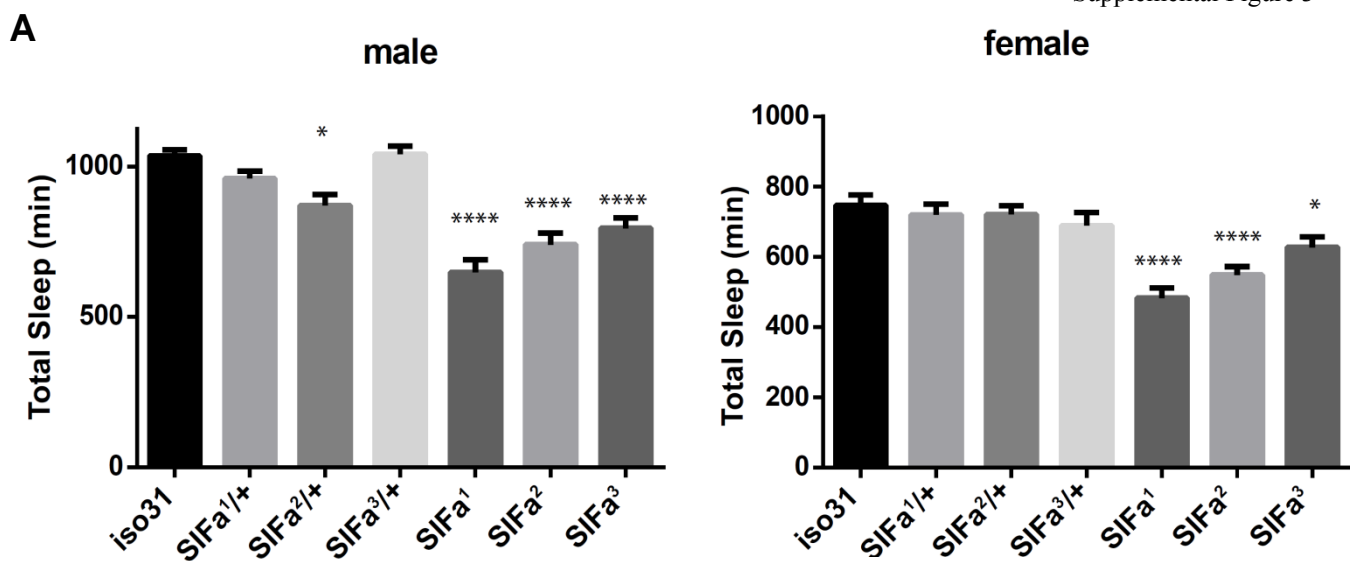 Supplemental Figure 3
A
male
Total Sleep (min)
1000
500
0
*
****
****
****
iso31
SIFa¹/+
SIFa²/+
SIFa³/+
SIFa¹
SIFa²
SIFa³
female
Total Sleep (min)
1000
800
600
400
200
0
****
****
*
iso31
SIFa¹/+
SIFa²/+
SIFa³/+
SIFa¹
SIFa²
SIFa³